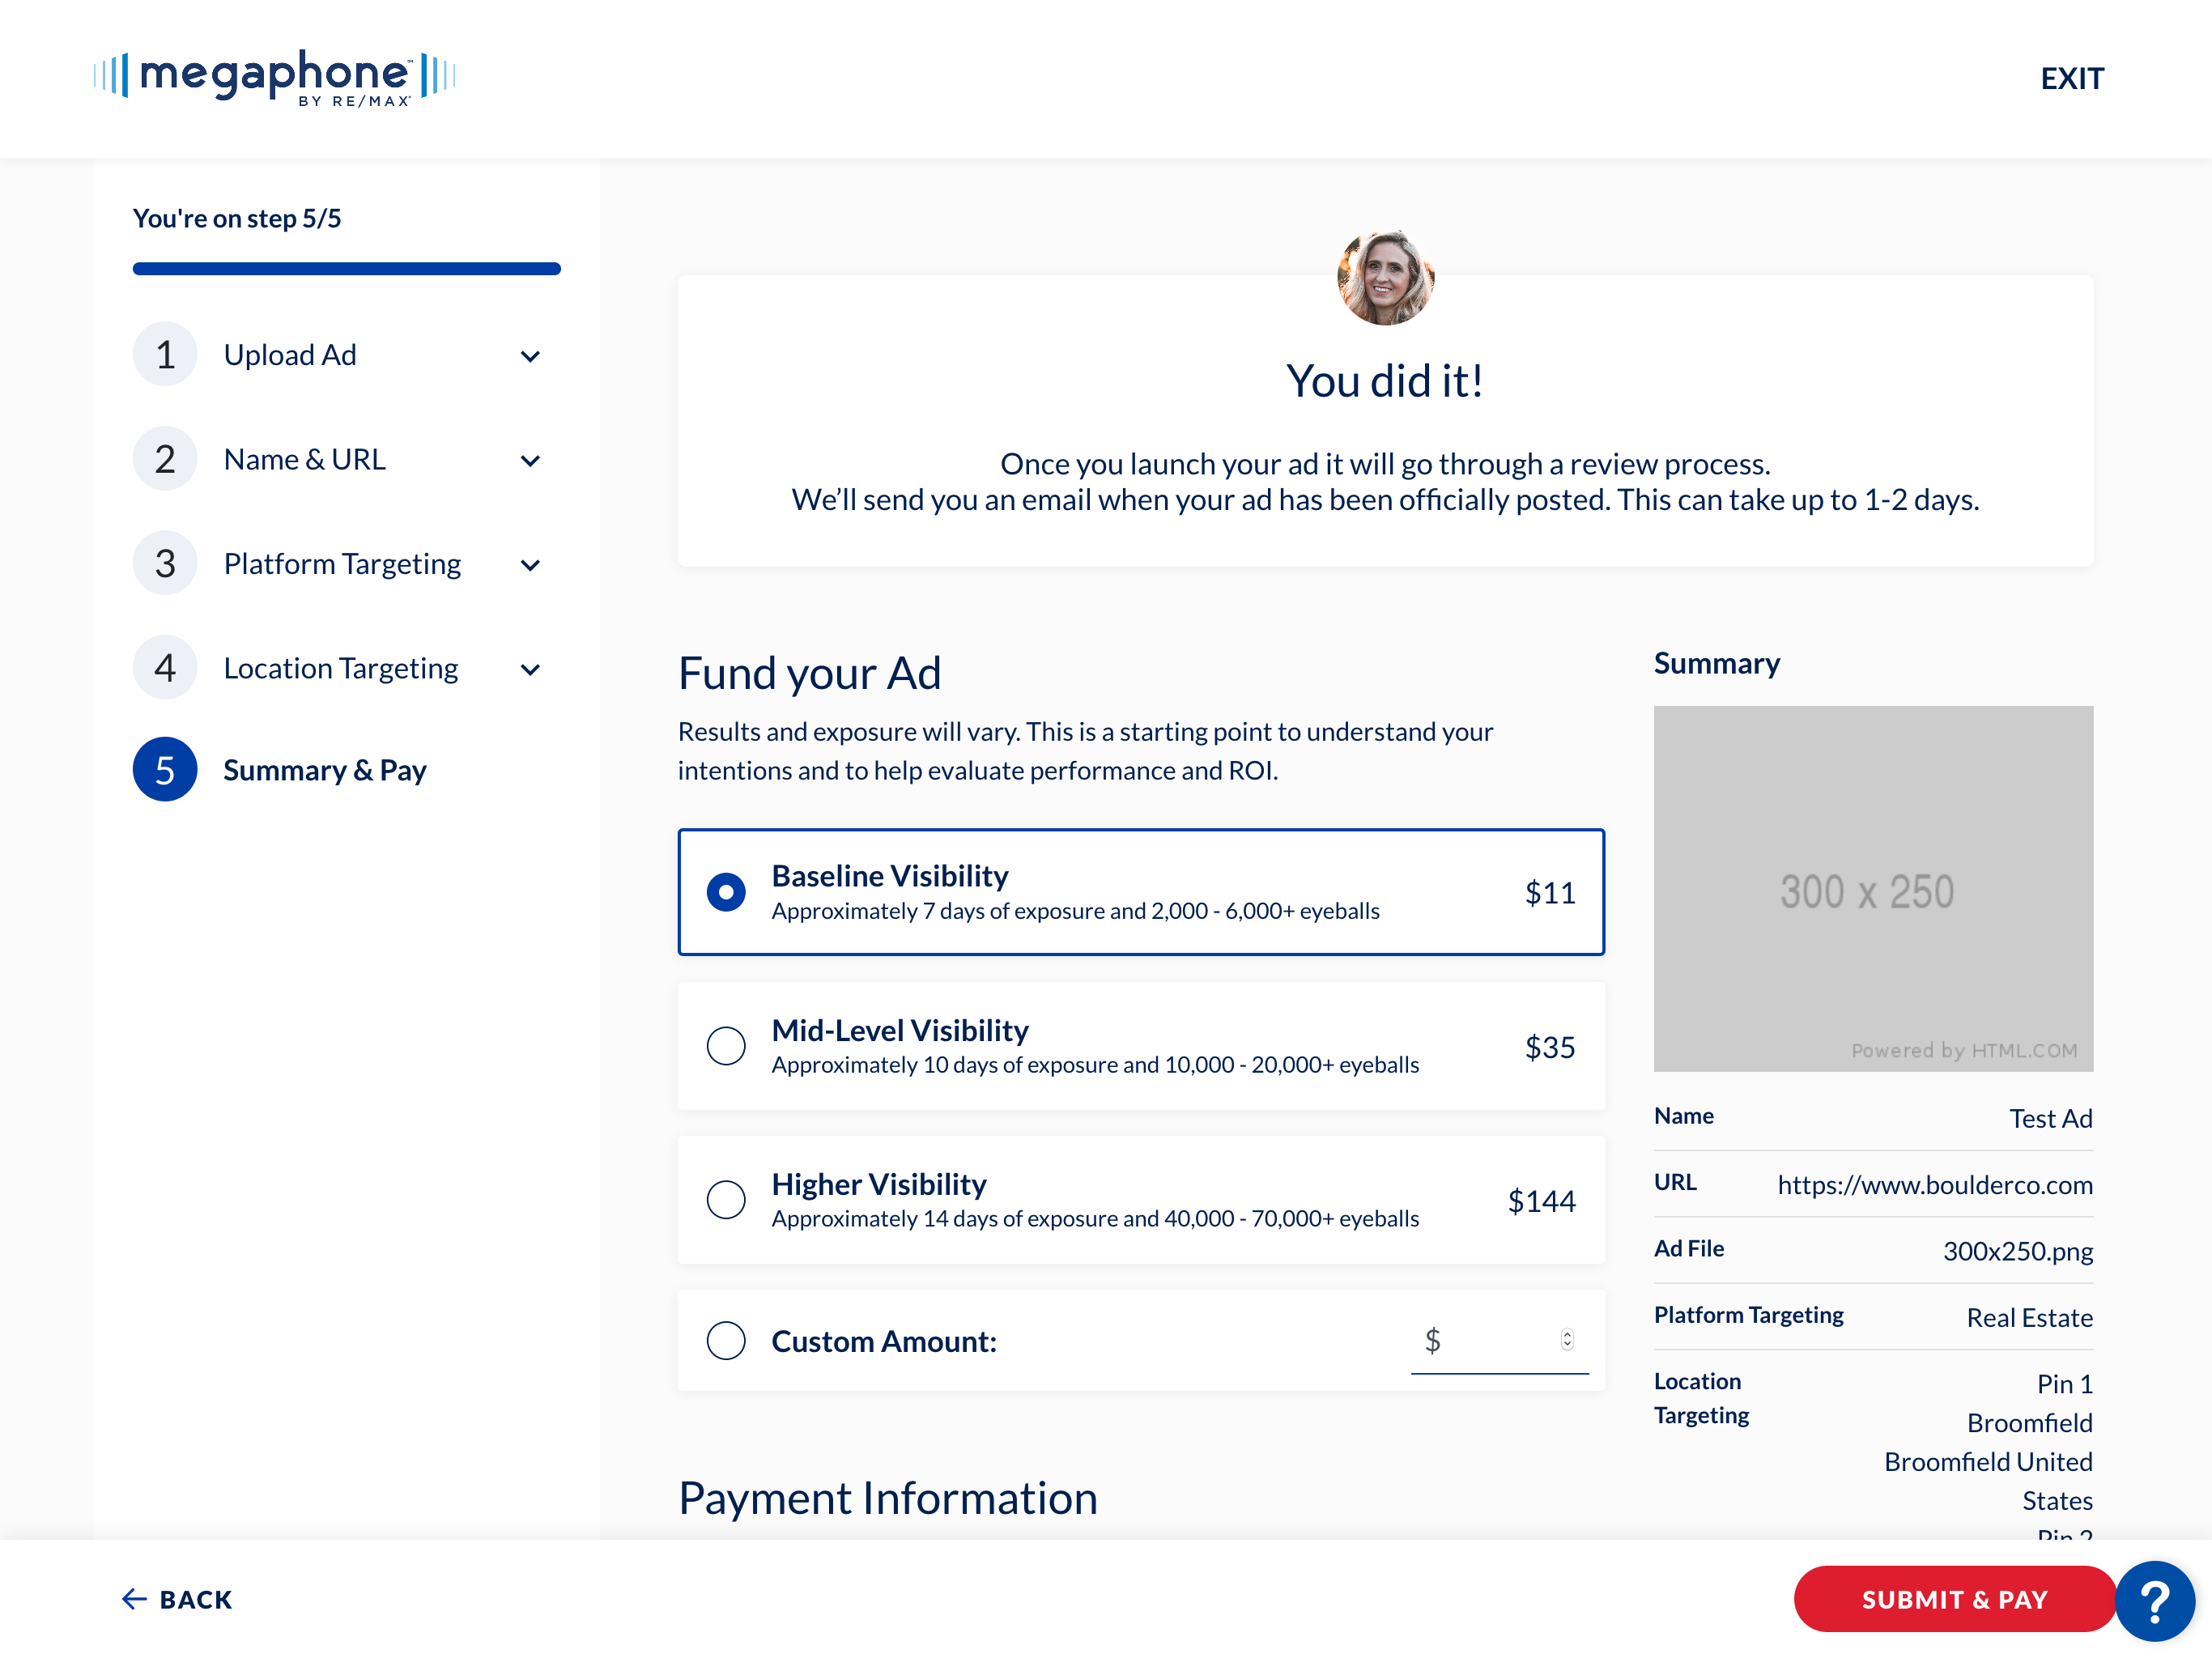 megaphone™
BY RE/MAX®
EXIT
You're on step 5/5
1 Upload Ad
2 Name & URL
3 Platform Targeting
4 Location Targeting
5 Summary & Pay
You did it!
Once you launch your ad it will go through a review process.
We’ll send you an email when your ad has been officially posted. This can take up to 1-2 days.
Fund your Ad
Results and exposure will vary. This is a starting point to understand your
intentions and to help evaluate performance and ROI.
Baseline Visibility
Approximately 7 days of exposure and 2,000 - 6,000+ eyeballs
$11
Mid-Level Visibility
Approximately 10 days of exposure and 10,000 - 20,000+ eyeballs
$35
Higher Visibility
Approximately 14 days of exposure and 40,000 - 70,000+ eyeballs
$144
Custom Amount:
$
Payment Information
Summary
300 x 250
Powered by HTML.COM
Name Test Ad
URL https://www.boulderco.com
Ad File 300x250.png
Platform Targeting Real Estate
Location
Targeting
Pin 1
Broomfield
Broomfield United
States
Pin 2
BACK
SUBMIT & PAY
?